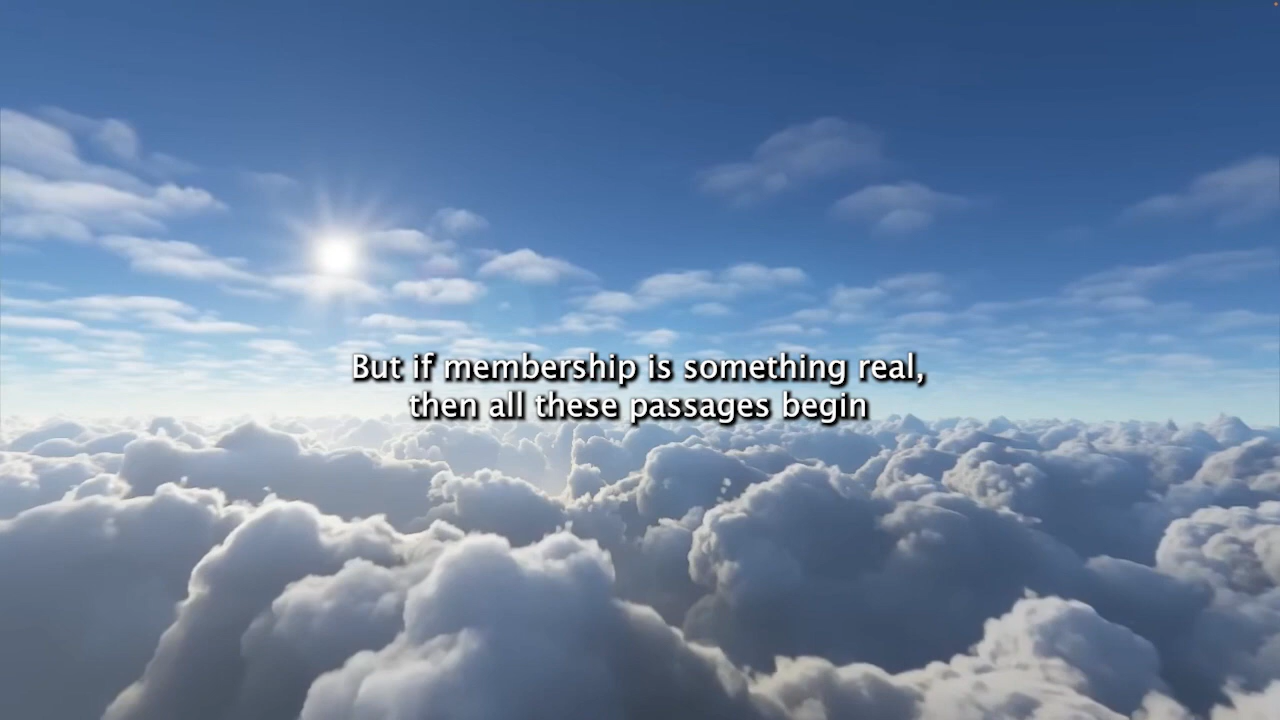 But if membership is something real,
then all these passages begin